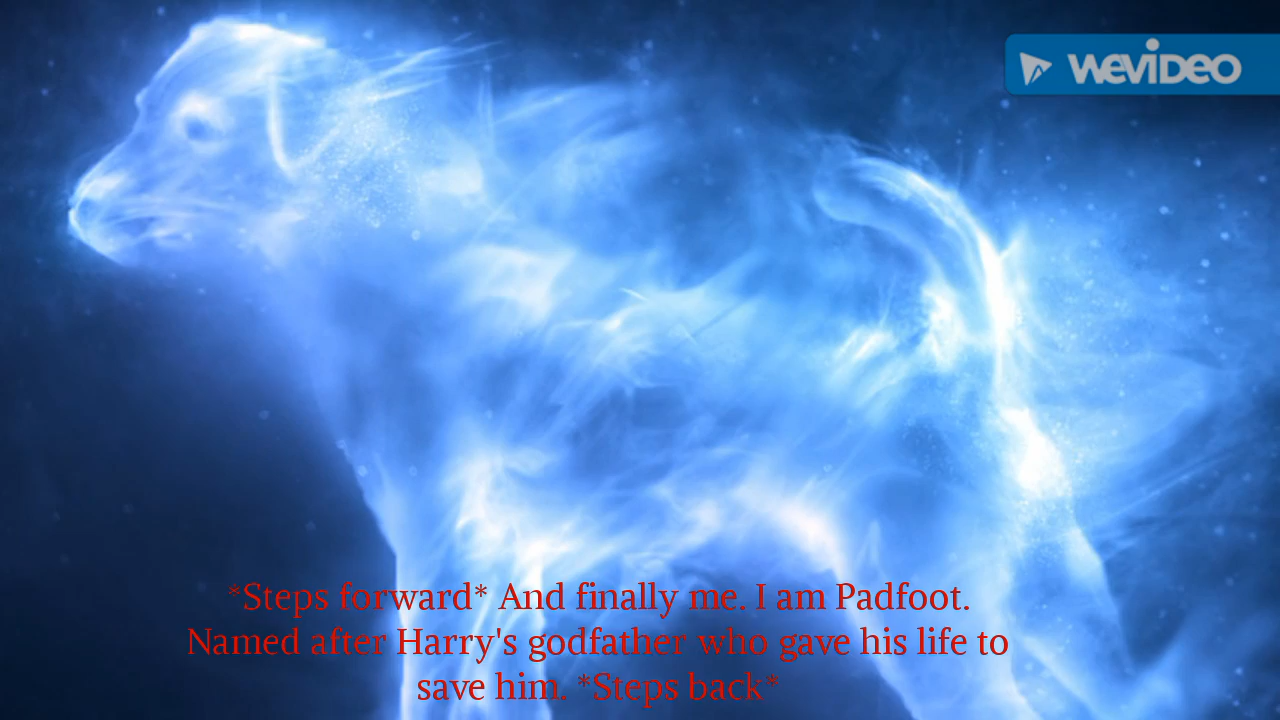 WEVIDEO
*Steps forward* And finally me. I am Padfoot.
Named after Harry's godfather who gave his life to
save him. *Steps back*